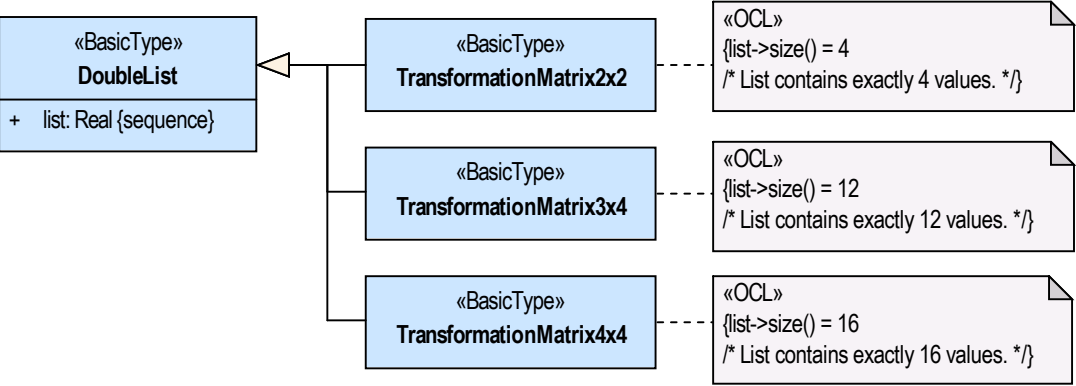 «BasicType»
DoubleList
+ list: Real {sequence}
«BasicType»
TransformationMatrix2x2
«OCL»
{list->size() = 4
/* List contains exactly 4 values. */}
«BasicType»
TransformationMatrix3x4
«OCL»
{list->size() = 12
/* List contains exactly 12 values. */}
«BasicType»
TransformationMatrix4x4
«OCL»
{list->size() = 16
/* List contains exactly 16 values. */}